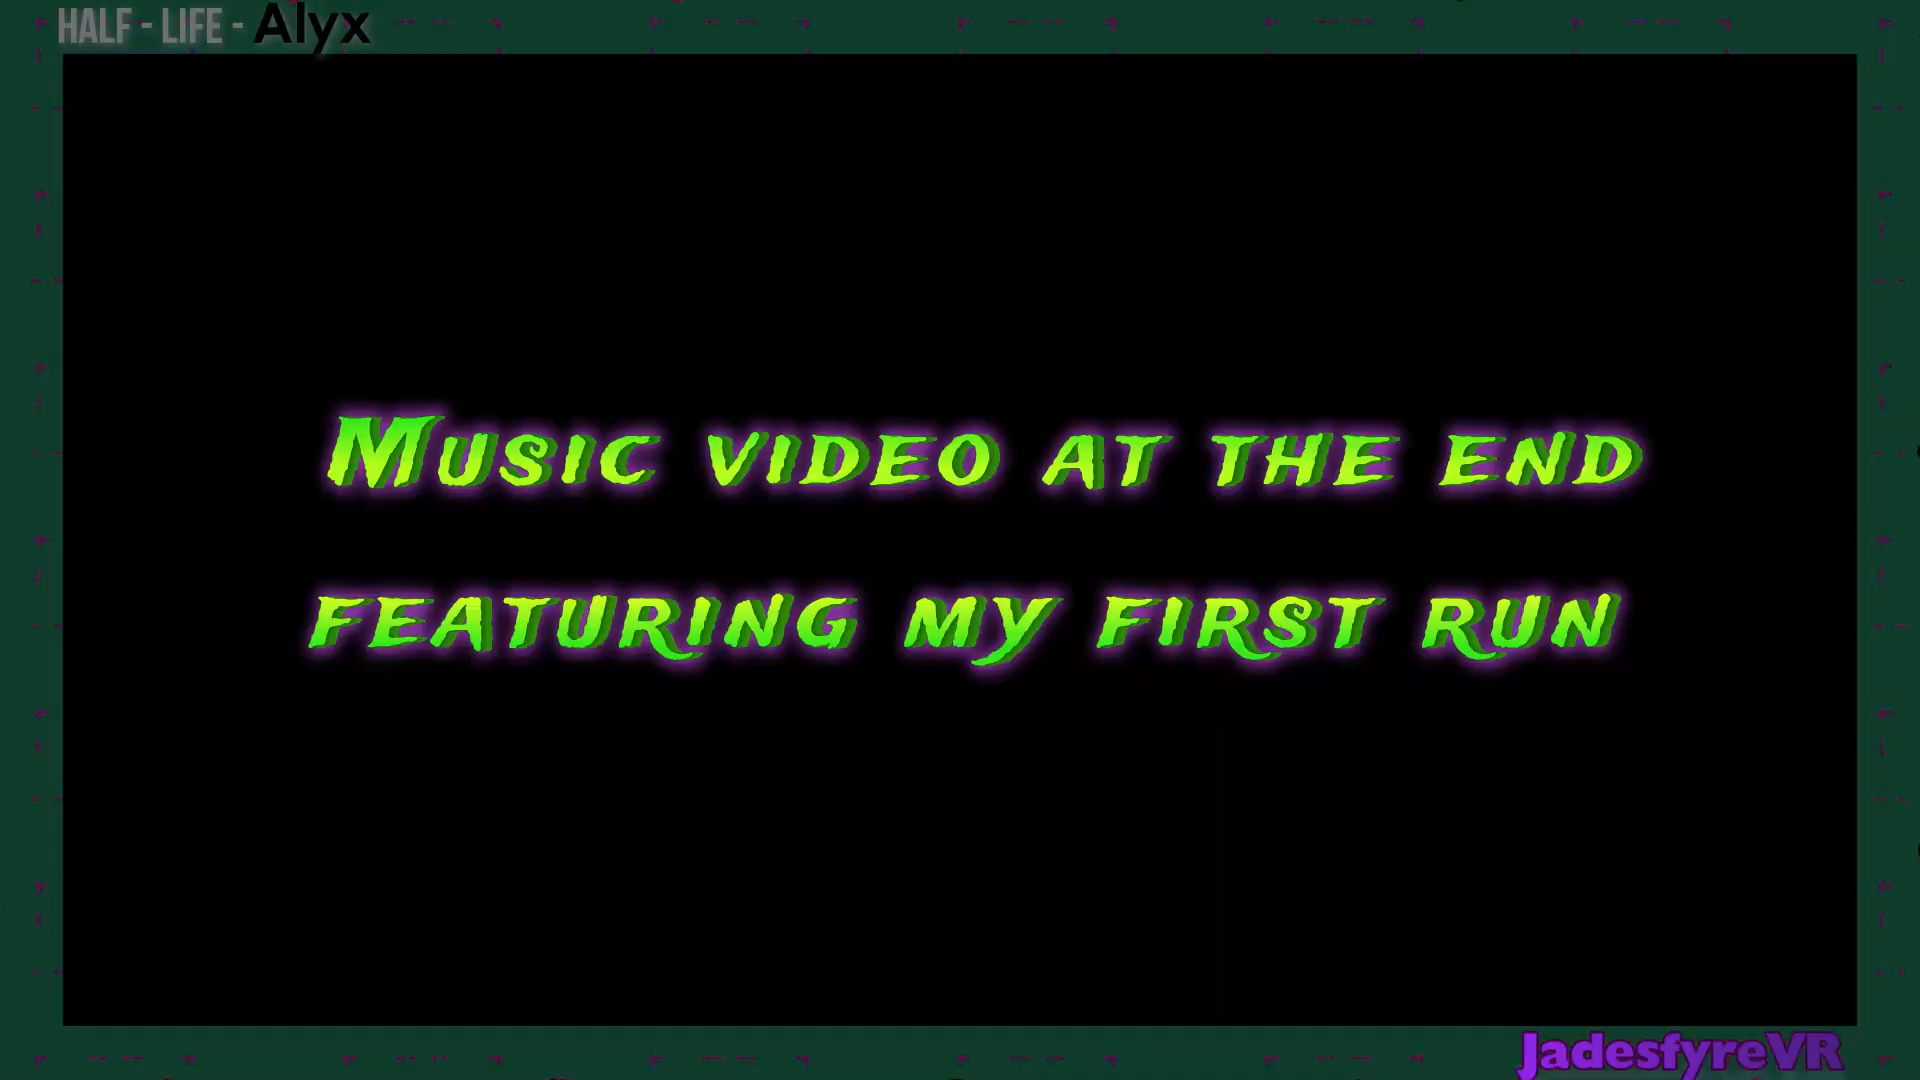 HALF - LIFE - Alyx
Music video at the end
featuring my first run
JadesfyreVR